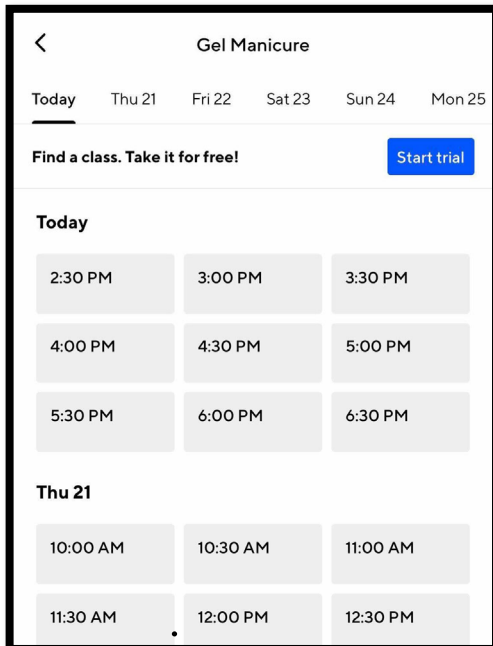 Gel Manicure
Today Thu 21 Fri 22 Sat 23 Sun 24 Mon 25
Find a class. Take it for free! Start trial
Today
2:30 PM 3:00 PM 3:30 PM
4:00 PM 4:30 PM 5:00 PM
5:30 PM 6:00 PM 6:30 PM
Thu 21
10:00 AM 10:30 AM 11:00 AM
11:30 AM 12:00 PM 12:30 PM